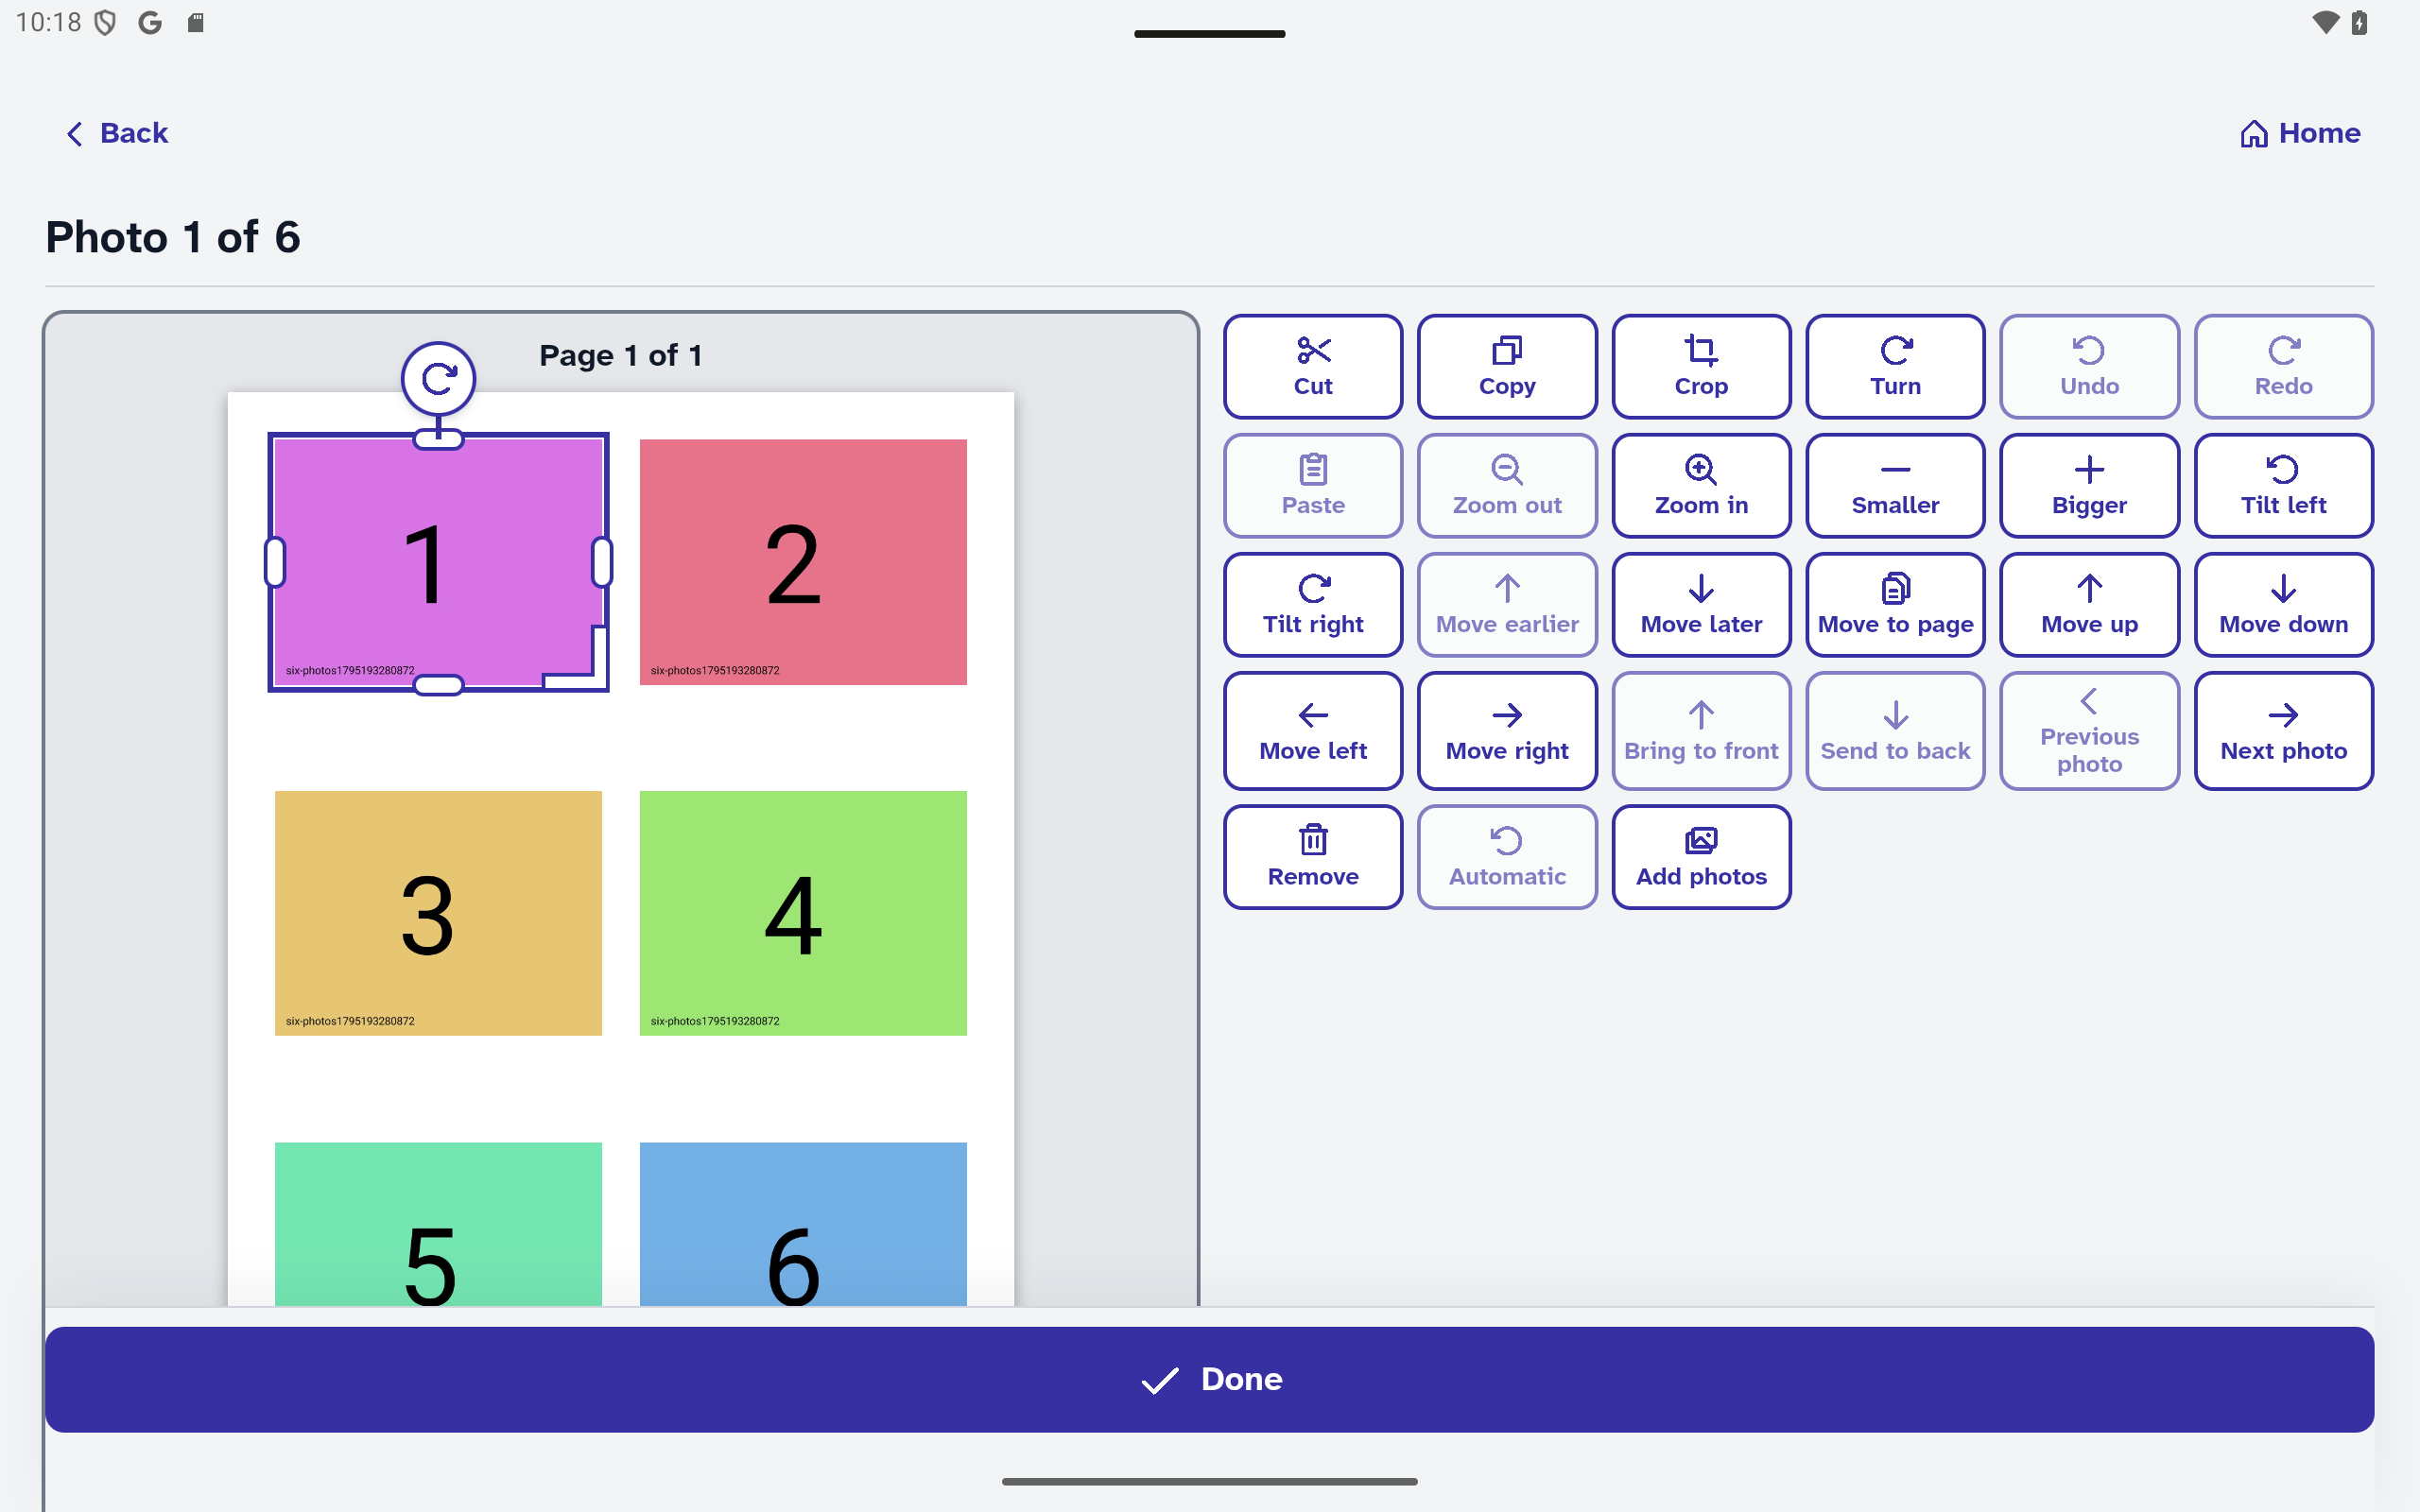 10:18
Back
Home
Photo 1 of 6
Page 1 of 1
1
six-photos1795193280872
2
six-photos1795193280872
3
six-photos1795193280872
4
six-photos1795193280872
5
6
Cut
Copy
Crop
Turn
Undo
Redo
Paste
Zoom out
Zoom in
Smaller
Bigger
Tilt left
Tilt right
Move earlier
Move later
Move to page
Move up
Move down
Move left
Move right
Bring to front
Send to back
Previous
photo
Next photo
Remove
Automatic
Add photos
Done